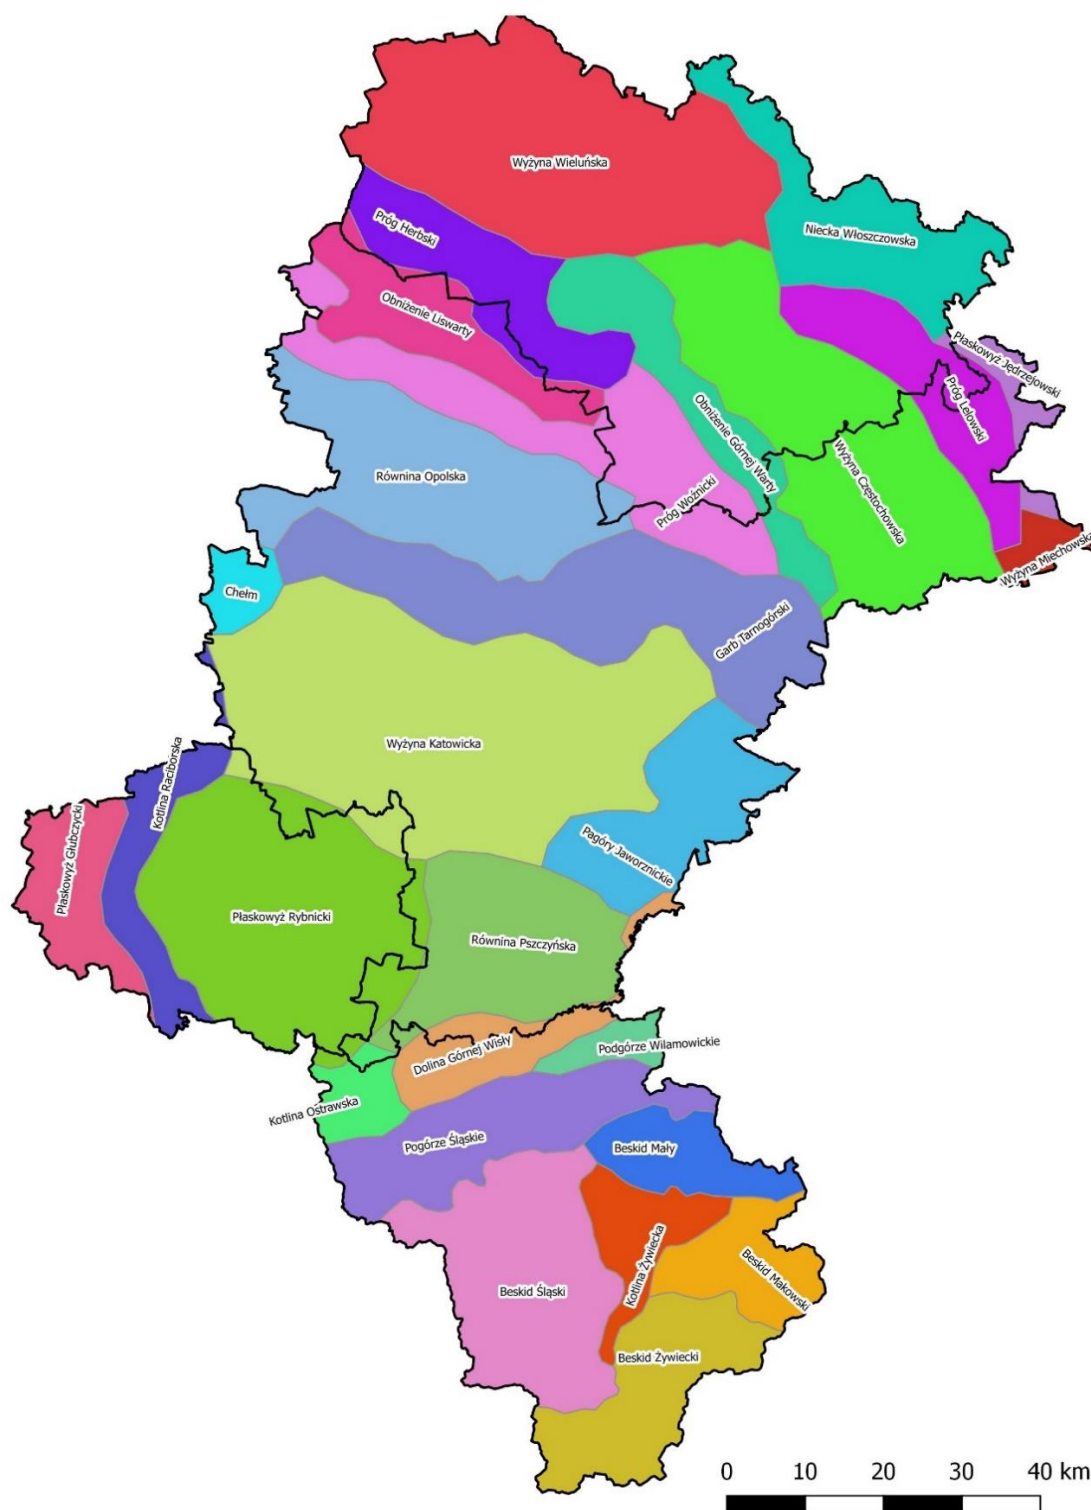 Wyżyna Wieluńska
Próg Herbski
Niecka Włoszczowska
Obniżenie Liswarty
Płaskowyż Jędrzejowski
Próg Lelowski
Obniżenie Górnej Warty
Wyżyna Częstochowska
Równina Opolska
Próg Woźnicki
Wyżyna Miechowska
Chełm
Garb Tarnogórski
Wyżyna Katowicka
Kotlina Raciborska
Płaskowyż Głubczycki
Pagóry Jaworznickie
Płaskowyż Rybnicki
Równina Pszczyńska
Dolina Górnej Wisły
Podgórze Wilamowickie
Kotlina Ostrawska
Pogórze Śląskie
Beskid Mały
Kotlina Żywiecka
Beskid Makowski
Beskid Śląski
Beskid Żywiecki
0 10 20 30 40 km